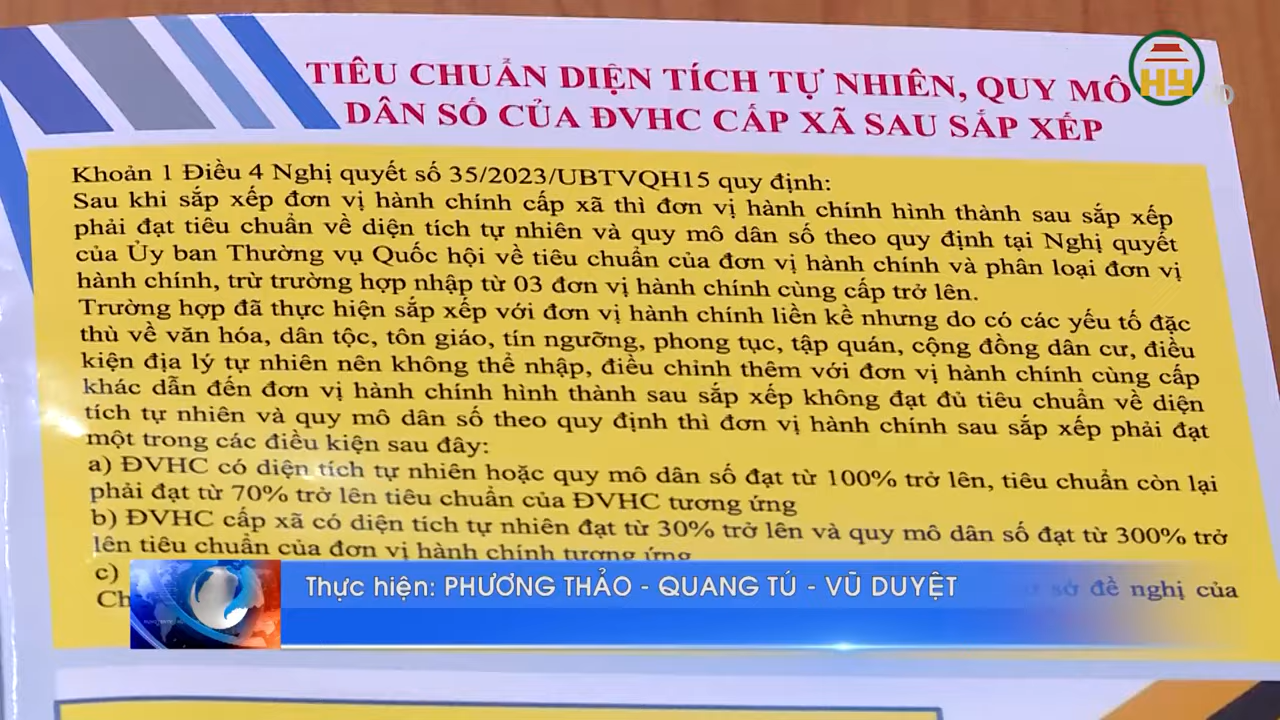 TIÊU CHUẨN DIỆN TÍCH TỰ NHIÊN, QUY MÔ
DÂN SỐ CỦA ĐVHC CẤP XÃ SAU SẮP XẾP
HY
Khoản 1 Điều 4 Nghị quyết số 35/2023/UBTVQH15 quy định:
Sau khi sắp xếp đơn vị hành chính cấp xã thì đơn vị hành chính hình thành sau sắp xếp
phải đạt tiêu chuẩn về diện tích tự nhiên và quy mô dân số theo quy định tại Nghị quyết
của Ủy ban Thường vụ Quốc hội về tiêu chuẩn của đơn vị hành chính và phân loại đơn vị
hành chính, trừ trường hợp nhập từ 03 đơn vị hành chính cùng cấp trở lên.
Trường hợp đã thực hiện sắp xếp với đơn vị hành chính liền kề nhưng do có các yếu tố đặc
thù về văn hóa, dân tộc, tôn giáo, tín ngưỡng, phong tục, tập quán, cộng đồng dân cư, điều
kiện địa lý tự nhiên nên không thể nhập, điều chỉnh thêm với đơn vị hành chính cùng cấp
khác dẫn đến đơn vị hành chính hình thành sau sắp xếp không đạt đủ tiêu chuẩn về diện
tích tự nhiên và quy mô dân số theo quy định thì đơn vị hành chính sau sắp xếp phải đạt
một trong các điều kiện sau đây:
a) ĐVHC có diện tích tự nhiên hoặc quy mô dân số đạt từ 100% trở lên, tiêu chuẩn còn lại
phải đạt từ 70% trở lên tiêu chuẩn của ĐVHC tương ứng
b) ĐVHC cấp xã có diện tích tự nhiên đạt từ 30% trở lên và quy mô dân số đạt từ 300% trở
lên tiêu chuẩn của đơn vị hành chính tương ứng
c) sở đề nghị của
Ch
Thực hiện: PHƯƠNG THẢO - QUANG TÚ - VŨ DUYỆT